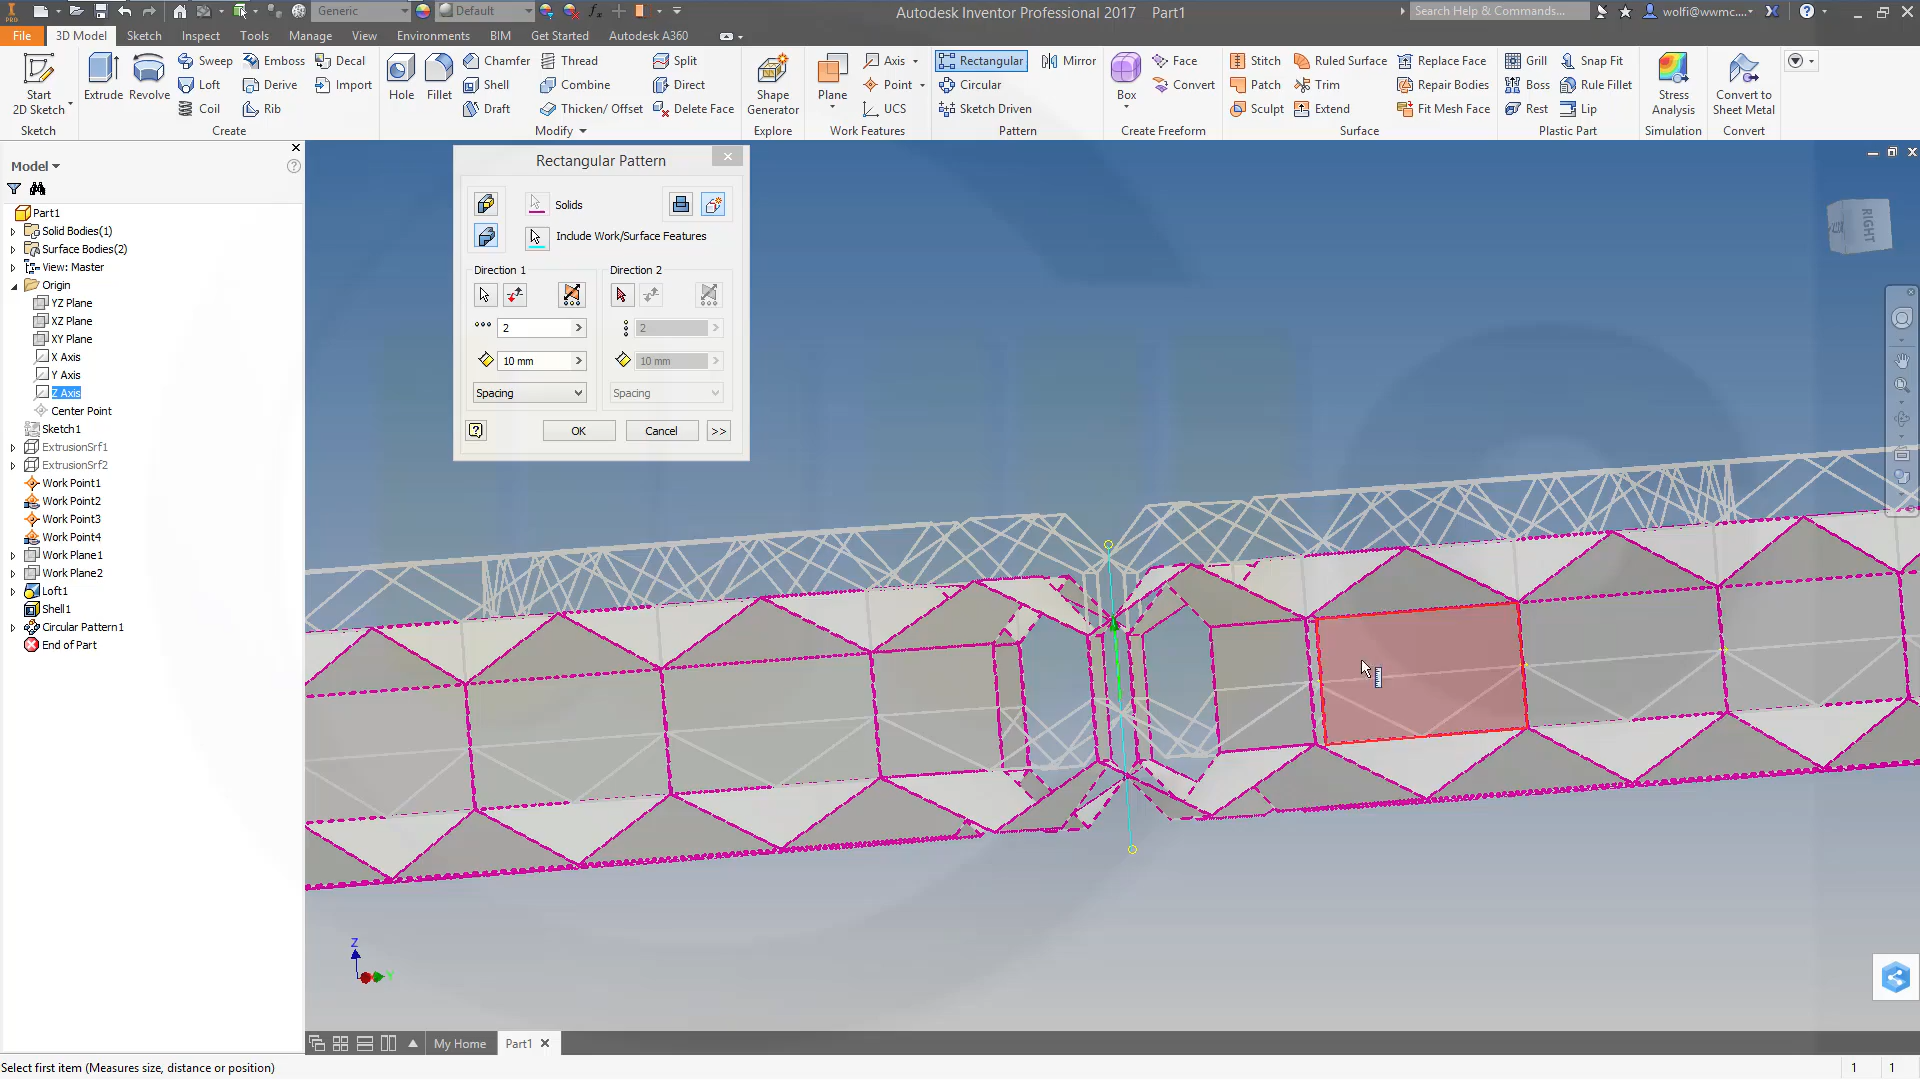 Generic
Default
Autodesk Inventor Professional 2017 Part1
Search Help & Commands...
wolfi@wwmc....
PRO
File
3D Model
Sketch
Inspect
Tools
Manage
View
Environments
BIM
Get Started
Autodesk A360
Start
2D Sketch
Sketch
Extrude
Revolve
Sweep
Loft
Coil
Emboss
Derive
Rib
Decal
Import
Create
Hole
Fillet
Chamfer
Shell
Draft
Thread
Combine
Thicken/ Offset
Split
Direct
Delete Face
Modify
Shape
Generator
Explore
Plane
Axis
Point
UCS
Work Features
Rectangular
Circular
Sketch Driven
Mirror
Pattern
Box
Face
Convert
Create Freeform
Stitch
Patch
Sculpt
Ruled Surface
Trim
Extend
Replace Face
Repair Bodies
Fit Mesh Face
Surface
Grill
Boss
Rest
Snap Fit
Rule Fillet
Lip
Plastic Part
Stress
Analysis
Simulation
Convert to
Sheet Metal
Convert
Model
Part1
Solid Bodies(1)
Surface Bodies(2)
View: Master
Origin
YZ Plane
XZ Plane
XY Plane
X Axis
Y Axis
Z Axis
Center Point
Sketch1
ExtrusionSrf1
ExtrusionSrf2
Work Point1
Work Point2
Work Point3
Work Point4
Work Plane1
Work Plane2
Loft1
Shell1
Circular Pattern1
End of Part
Rectangular Pattern
Solids
Include Work/Surface Features
Direction 1
Direction 2
2
2
10 mm
10 mm
Spacing
Spacing
OK
Cancel
>>
RIGHT
Z
Y
My Home
Part1
Select first item (Measures size, distance or position)
1
1